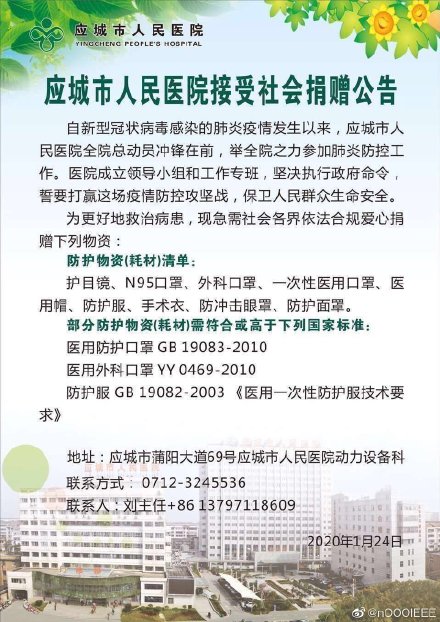 应城市人民医院
YINGCHENG PEOPLE'S HOSPITAL
应城市人民医院接受社会捐赠公告
自新型冠状病毒感染的肺炎疫情发生以来，应城市人
民医院全院总动员冲锋在前，举全院之力参加肺炎防控工
作。医院成立领导小组和工作专班，坚决执行政府命令，
誓要打赢这场疫情防控攻坚战，保卫人民群众生命安全。
为更好地救治病患，现急需社会各界依法合规爱心捐
赠下列物资：
防护物资(耗材)清单：
护目镜、N95口罩、外科口罩、一次性医用口罩、医
用帽、防护服、手术衣、防冲击眼罩、防护面罩。
部分防护物资(耗材)需符合或高于下列国家标准：
医用防护口罩 GB 19083-2010
医用外科口罩 YY 0469-2010
防护服 GB 19082-2003 《医用一次性防护服技术要
求》
地址：应城市蒲阳大道69号应城市人民医院动力设备科
应城市人民医院
联系方式： 0712-3245536
联系人：刘主任+86 13797118609
2020年1月24日
@nOOOIEEE